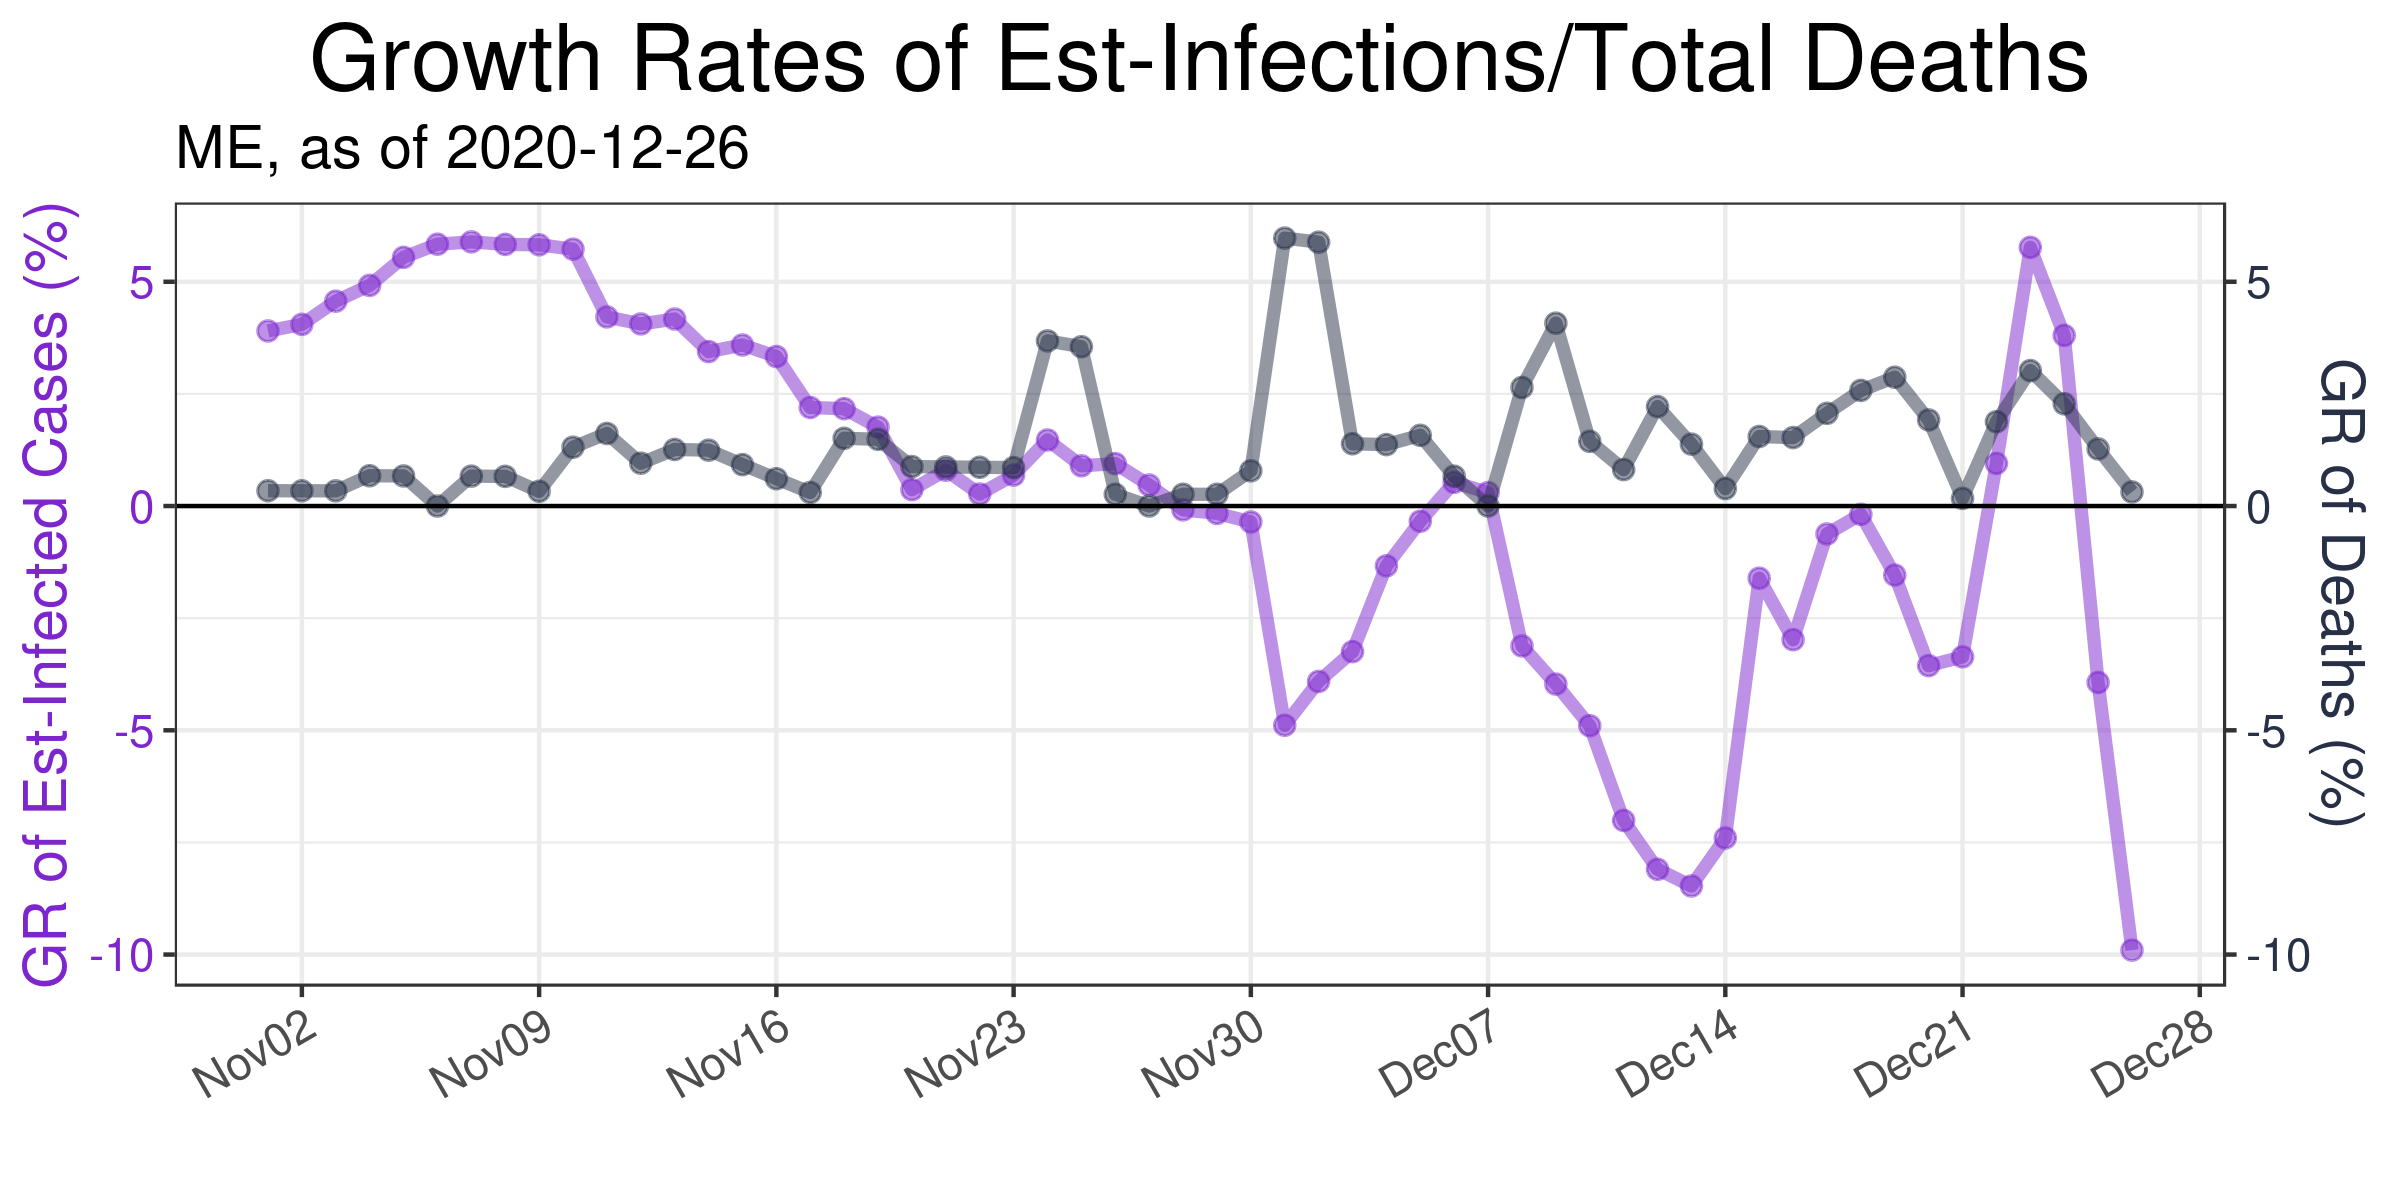 Growth Rates of Est-Infections/Total Deaths
ME, as of 2020-12-26
GR of Est-Infected Cases (%)
5
0
-5
-10
5
0
-5
-10
GR of Deaths (%)
Nov02
Nov09
Nov16
Nov23
Nov30
Dec07
Dec14
Dec21
Dec28